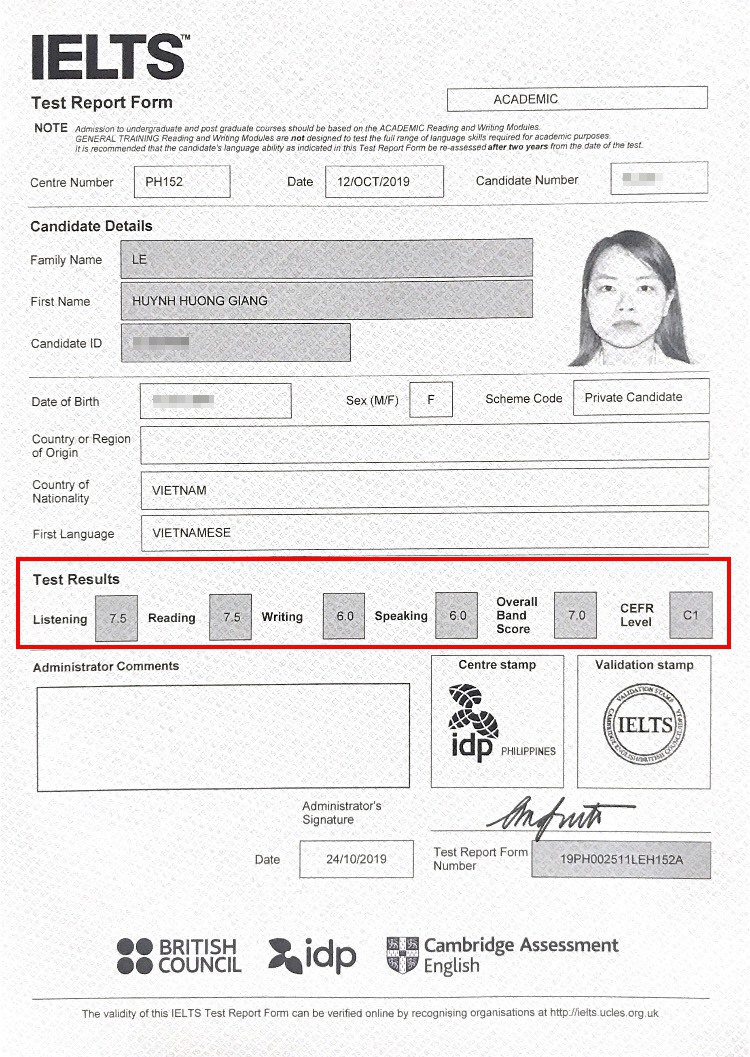 IELTS™
Test Report Form
ACADEMIC
NOTE Admission to undergraduate and post graduate courses should be based on the ACADEMIC Reading and Writing Modules.
GENERAL TRAINING Reading and Writing Modules are not designed to test the full range of language skills required for academic purposes.
It is recommended that the candidate's language ability as indicated in this Test Report Form be re-assessed after two years from the date of the test.
Centre Number PH152 Date 12/OCT/2019 Candidate Number
Candidate Details
Family Name LE
First Name HUYNH HUONG GIANG
Candidate ID
Date of Birth Sex (M/F) F Scheme Code Private Candidate
Country or Region
of Origin
Country of
Nationality VIETNAM
First Language VIETNAMESE
Test Results
Listening 7.5 Reading 7.5 Writing 6.0 Speaking 6.0 Overall Band Score 7.0 CEFR Level C1
Administrator Comments
Centre stamp
Validation stamp
idp PHILIPPINES
VALIDATION STAMP
IELTS
Administrator's
Signature
Date 24/10/2019
Test Report Form
Number 19PH002511LEH152A
BRITISH
COUNCIL
idp
Cambridge Assessment
English
The validity of this IELTS Test Report Form can be verified online by recognising organisations at http://ielts.ucles.org.uk